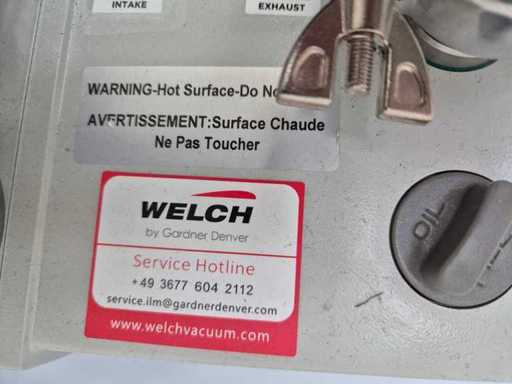 INTAKE
EXHAUST
WARNING-Hot Surface-Do
AVERTISSEMENT:Surface Chaude
Ne Pas Toucher
WELCH
by Gardner Denver
Service Hotline
+49 3677 604 2112
service.ilm@gardnerdenver.com
www.welchvacuum.com
OIL